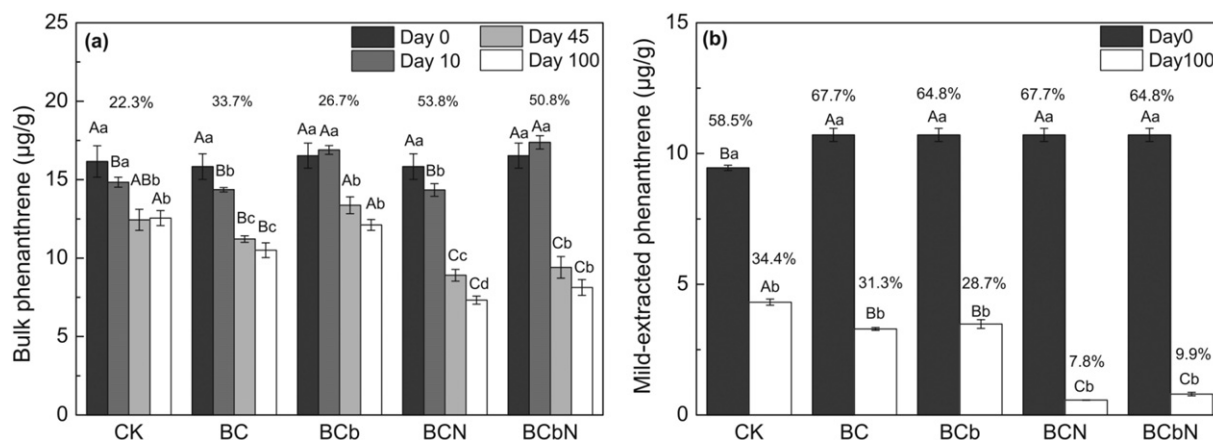 (a)
Day 0
Day 45
Day 10
Day 100
Bulk phenanthrene (µg/g)
25
20
15
10
5
0
22.3%
33.7%
26.7%
53.8%
50.8%
Aa
Ba
ABb
Ab
Aa
Bb
Bc
Bc
Aa
Aa
Ab
Ab
Aa
Bb
Cc
Cd
Aa
Aa
Cb
Cb
CK
BC
BCb
BCN
BCbN
(b)
Day0
Day100
Mild-extracted phenanthrene (µg/g)
15
10
5
0
58.5%
67.7%
64.8%
67.7%
64.8%
Ba
Aa
Aa
Aa
Aa
34.4%
31.3%
28.7%
7.8%
9.9%
Ab
Bb
Bb
Cb
Cb
CK
BC
BCb
BCN
BCbN